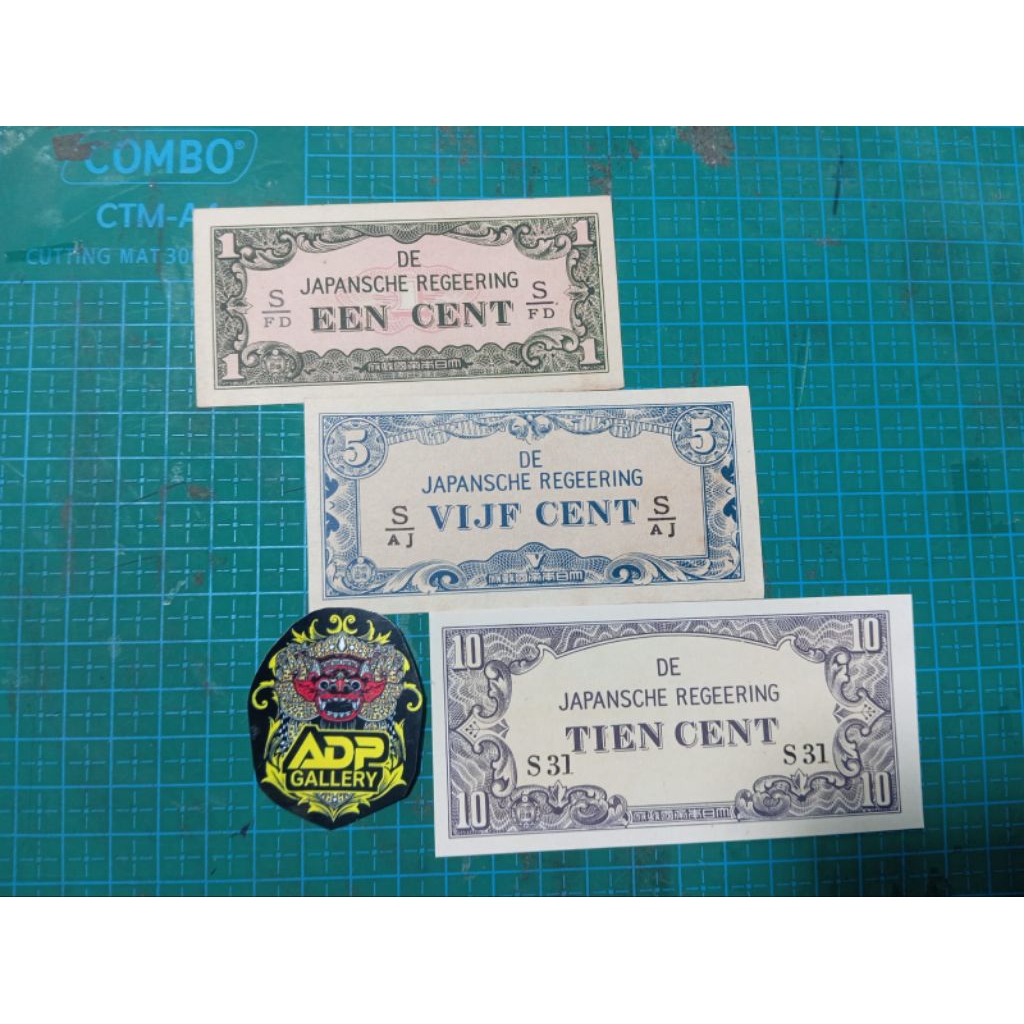 COMBO®
CTM-A
CUTTING MAT 30
1 1
DE
JAPANSCHE REGEERING
S/FD EEN CENT S/FD
1 1
5 5
DE
JAPANSCHE REGEERING
S/AJ VIJF CENT S/AJ
V
10 10
DE
JAPANSCHE REGEERING
TIEN CENT
S 31 S 31
10 10
ADP
GALLERY